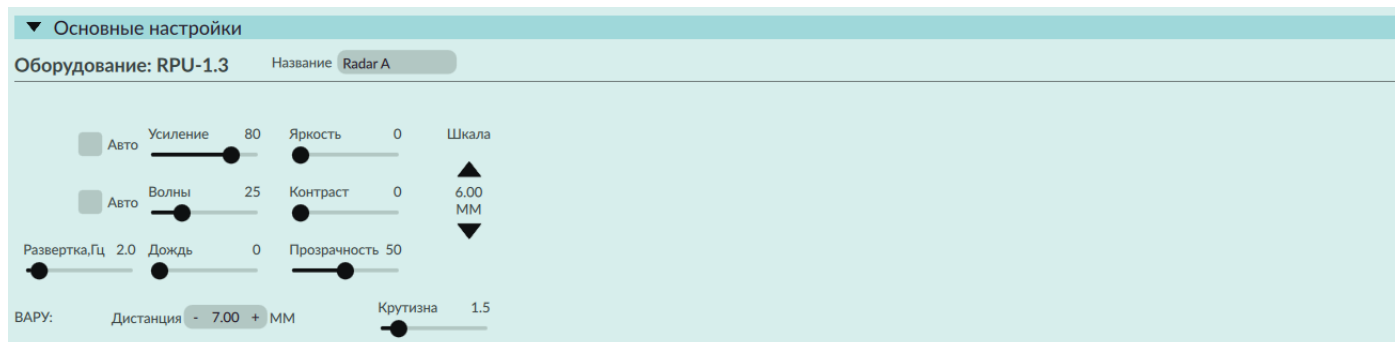 Основные настройки
Оборудование: RPU-1.3 Название Radar A
Усиление 80 Яркость 0 Шкала
Авто
Волны 25 Контраст 0 6.00
Авто ММ
Развертка,Гц 2.0 Дождь 0 Прозрачность 50
Крутизна 1.5
ВАРУ: Дистанция - 7.00 + ММ